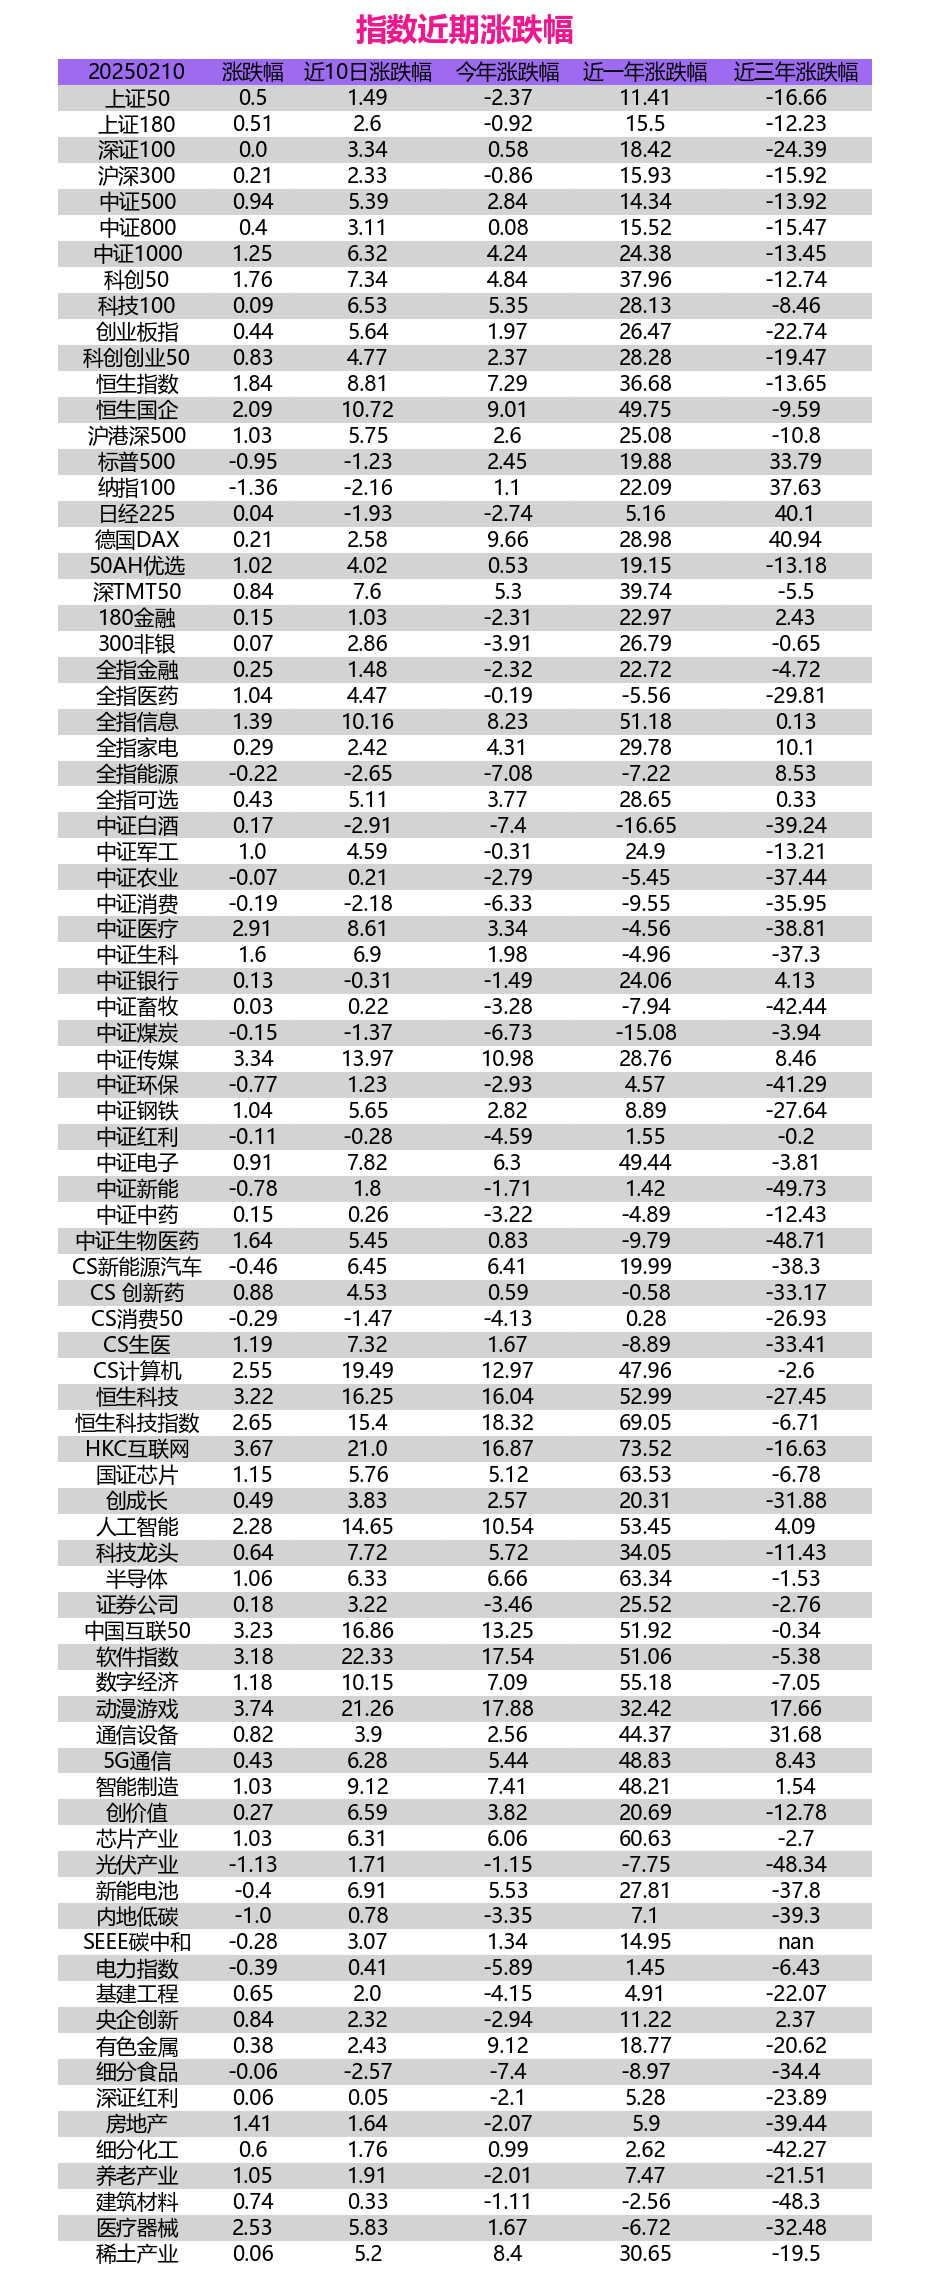 指数近期涨跌幅
20250210 涨跌幅 近10日涨跌幅 今年涨跌幅 近一年涨跌幅 近三年涨跌幅
上证50 0.5 1.49 -2.37 11.41 -16.66
上证180 0.51 2.6 -0.92 15.5 -12.23
深证100 0.0 3.34 0.58 18.42 -24.39
沪深300 0.21 2.33 -0.86 15.93 -15.92
中证500 0.94 5.39 2.84 14.34 -13.92
中证800 0.4 3.11 0.08 15.52 -15.47
中证1000 1.25 6.32 4.24 24.38 -13.45
科创50 1.76 7.34 4.84 37.96 -12.74
科技100 0.09 6.53 5.35 28.13 -8.46
创业板指 0.44 5.64 1.97 26.47 -22.74
科创创业50 0.83 4.77 2.37 28.28 -19.47
恒生指数 1.84 8.81 7.29 36.68 -13.65
恒生国企 2.09 10.72 9.01 49.75 -9.59
沪港深500 1.03 5.75 2.6 25.08 -10.8
标普500 -0.95 -1.23 2.45 19.88 33.79
纳指100 -1.36 -2.16 1.1 22.09 37.63
日经225 0.04 -1.93 -2.74 5.16 40.1
德国DAX 0.21 2.58 9.66 28.98 40.94
50AH优选 1.02 4.02 0.53 19.15 -13.18
深TMT50 0.84 7.6 5.3 39.74 -5.5
180金融 0.15 1.03 -2.31 22.97 2.43
300非银 0.07 2.86 -3.91 26.79 -0.65
全指金融 0.25 1.48 -2.32 22.72 -4.72
全指医药 1.04 4.47 -0.19 -5.56 -29.81
全指信息 1.39 10.16 8.23 51.18 0.13
全指家电 0.29 2.42 4.31 29.78 10.1
全指能源 -0.22 -2.65 -7.08 -7.22 8.53
全指可选 0.43 5.11 3.77 28.65 0.33
中证白酒 0.17 -2.91 -7.4 -16.65 -39.24
中证军工 1.0 4.59 -0.31 24.9 -13.21
中证农业 -0.07 0.21 -2.79 -5.45 -37.44
中证消费 -0.19 -2.18 -6.33 -9.55 -35.95
中证医疗 2.91 8.61 3.34 -4.56 -38.81
中证生科 1.6 6.9 1.98 -4.96 -37.3
中证银行 0.13 -0.31 -1.49 24.06 4.13
中证畜牧 0.03 0.22 -3.28 -7.94 -42.44
中证煤炭 -0.15 -1.37 -6.73 -15.08 -3.94
中证传媒 3.34 13.97 10.98 28.76 8.46
中证环保 -0.77 1.23 -2.93 4.57 -41.29
中证钢铁 1.04 5.65 2.82 8.89 -27.64
中证红利 -0.11 -0.28 -4.59 1.55 -0.2
中证电子 0.91 7.82 6.3 49.44 -3.81
中证新能 -0.78 1.8 -1.71 1.42 -49.73
中证中药 0.15 0.26 -3.22 -4.89 -12.43
中证生物医药 1.64 5.45 0.83 -9.79 -48.71
CS新能源汽车 -0.46 6.45 6.41 19.99 -38.3
CS 创新药 0.88 4.53 0.59 -0.58 -33.17
CS消费50 -0.29 -1.47 -4.13 0.28 -26.93
CS生医 1.19 7.32 1.67 -8.89 -33.41
CS计算机 2.55 19.49 12.97 47.96 -2.6
恒生科技 3.22 16.25 16.04 52.99 -27.45
恒生科技指数 2.65 15.4 18.32 69.05 -6.71
HKC互联网 3.67 21.0 16.87 73.52 -16.63
国证芯片 1.15 5.76 5.12 63.53 -6.78
创成长 0.49 3.83 2.57 20.31 -31.88
人工智能 2.28 14.65 10.54 53.45 4.09
科技龙头 0.64 7.72 5.72 34.05 -11.43
半导体 1.06 6.33 6.66 63.34 -1.53
证券公司 0.18 3.22 -3.46 25.52 -2.76
中国互联50 3.23 16.86 13.25 51.92 -0.34
软件指数 3.18 22.33 17.54 51.06 -5.38
数字经济 1.18 10.15 7.09 55.18 -7.05
动漫游戏 3.74 21.26 17.88 32.42 17.66
通信设备 0.82 3.9 2.56 44.37 31.68
5G通信 0.43 6.28 5.44 48.83 8.43
智能制造 1.03 9.12 7.41 48.21 1.54
创价值 0.27 6.59 3.82 20.69 -12.78
芯片产业 1.03 6.31 6.06 60.63 -2.7
光伏产业 -1.13 1.71 -1.15 -7.75 -48.34
新能电池 -0.4 6.91 5.53 27.81 -37.8
内地低碳 -1.0 0.78 -3.35 7.1 -39.3
SEEE碳中和 -0.28 3.07 1.34 14.95 nan
电力指数 -0.39 0.41 -5.89 1.45 -6.43
基建工程 0.65 2.0 -4.15 4.91 -22.07
央企创新 0.84 2.32 -2.94 11.22 2.37
有色金属 0.38 2.43 9.12 18.77 -20.62
细分食品 -0.06 -2.57 -7.4 -8.97 -34.4
深证红利 0.06 0.05 -2.1 5.28 -23.89
房地产 1.41 1.64 -2.07 5.9 -39.44
细分化工 0.6 1.76 0.99 2.62 -42.27
养老产业 1.05 1.91 -2.01 7.47 -21.51
建筑材料 0.74 0.33 -1.11 -2.56 -48.3
医疗器械 2.53 5.83 1.67 -6.72 -32.48
稀土产业 0.06 5.2 8.4 30.65 -19.5